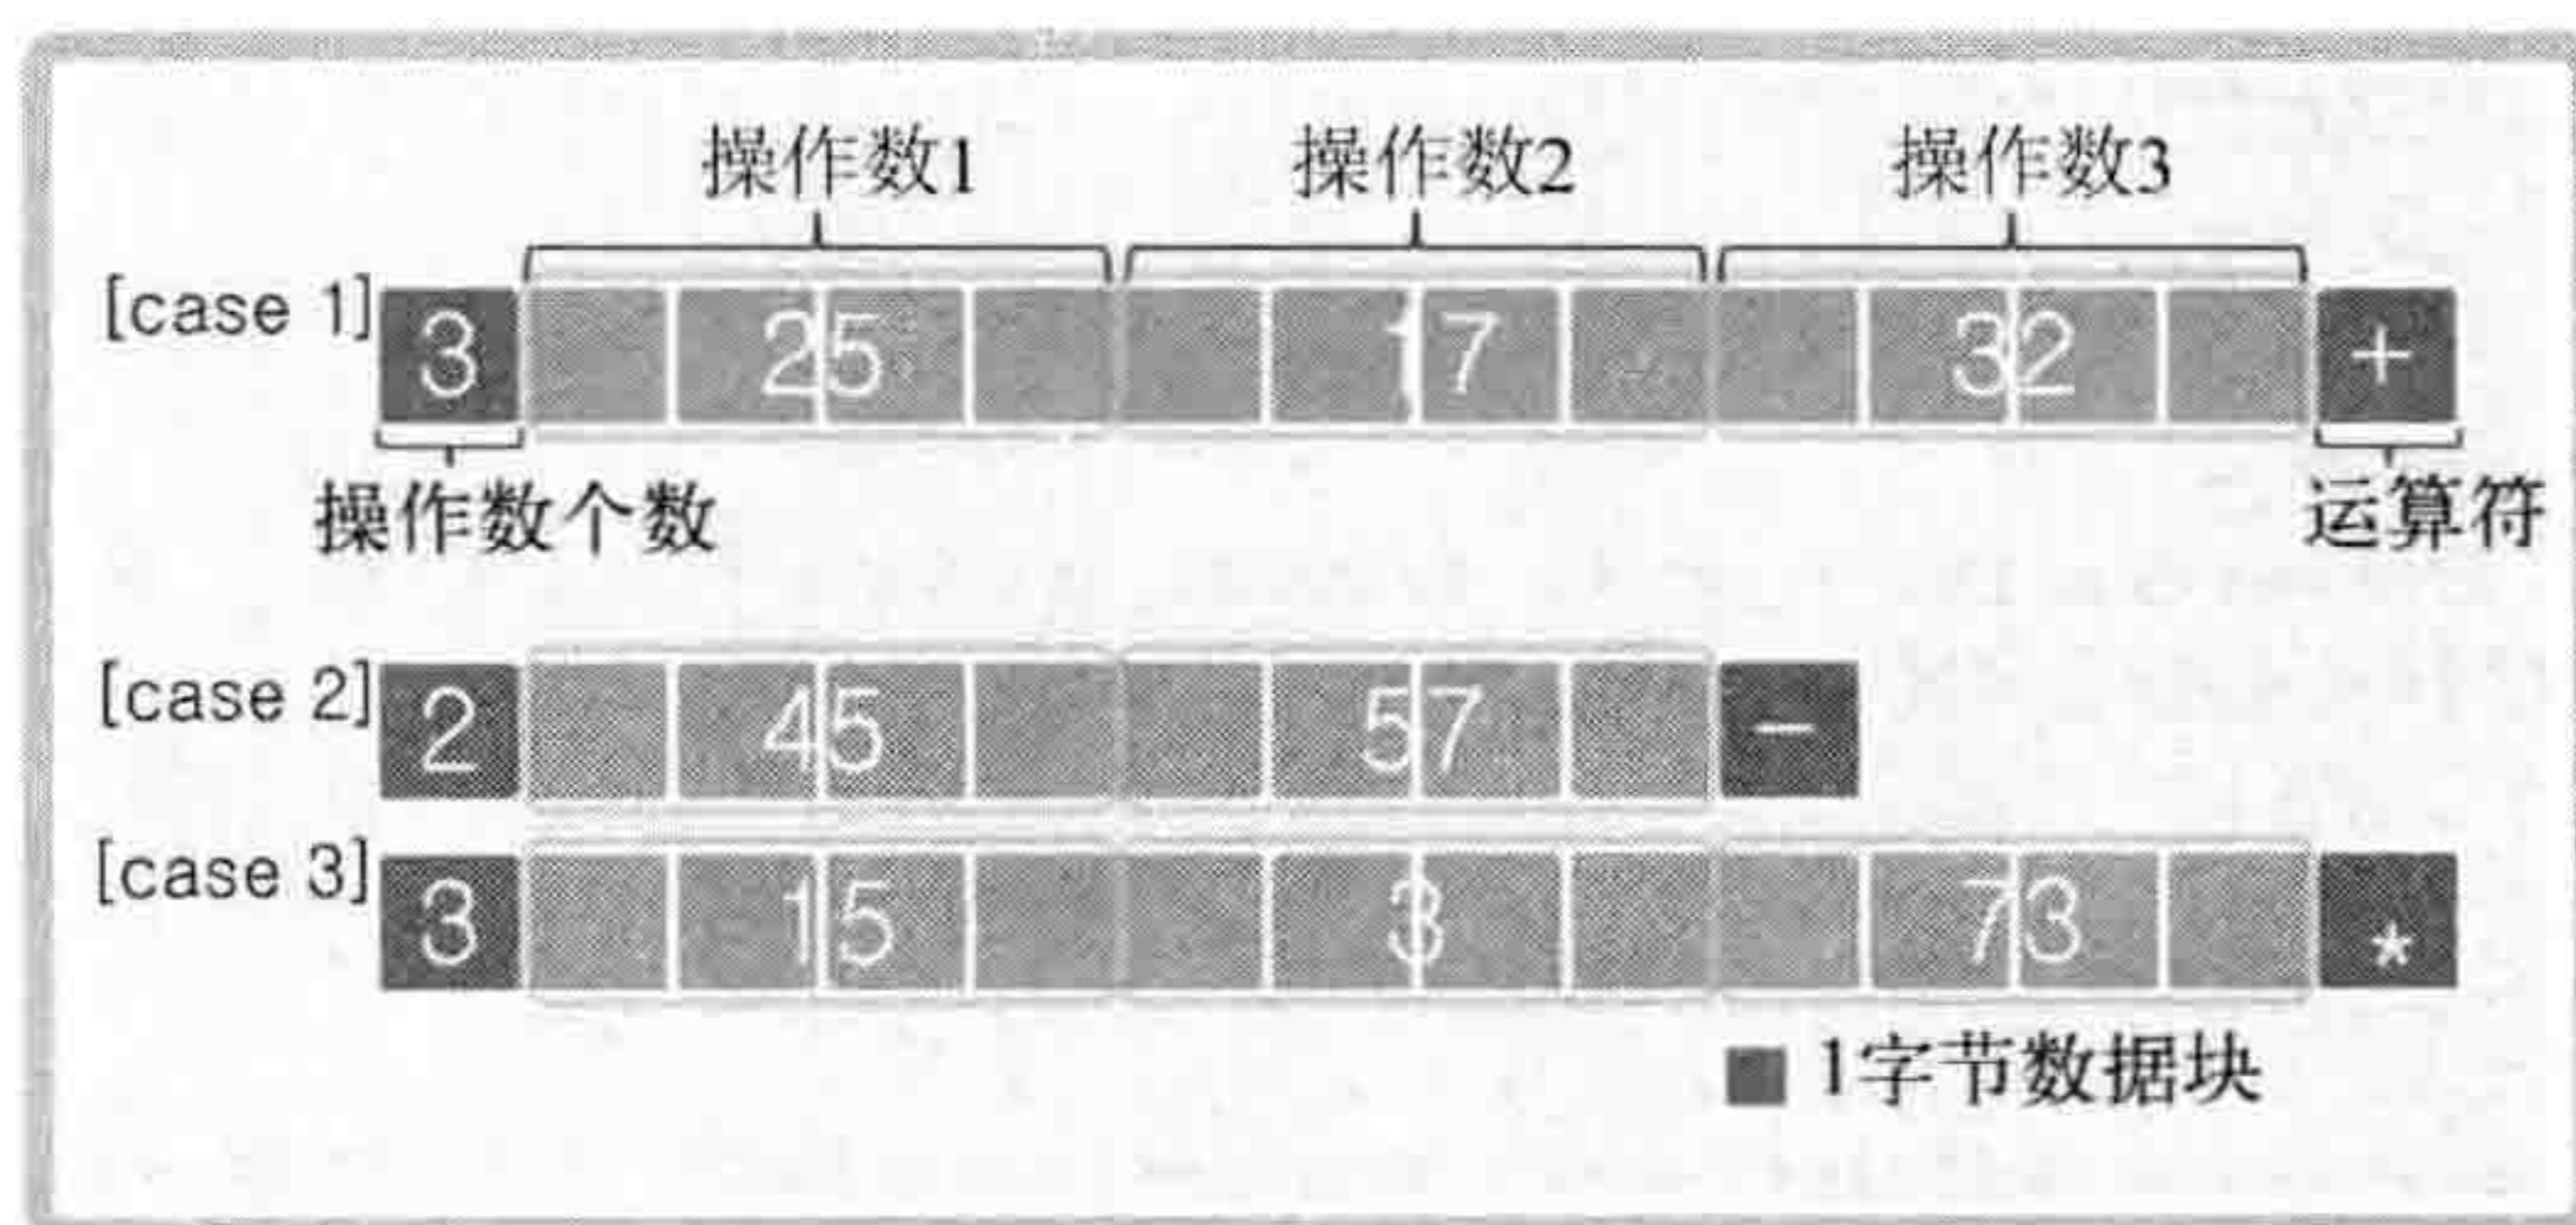 操作数1 操作数2 操作数3
[case 1] 3 25 17 32 +
操作数个数 运算符
[case 2] 2 45 57 −
[case 3] 3 15 3 73 *
1字节数据块